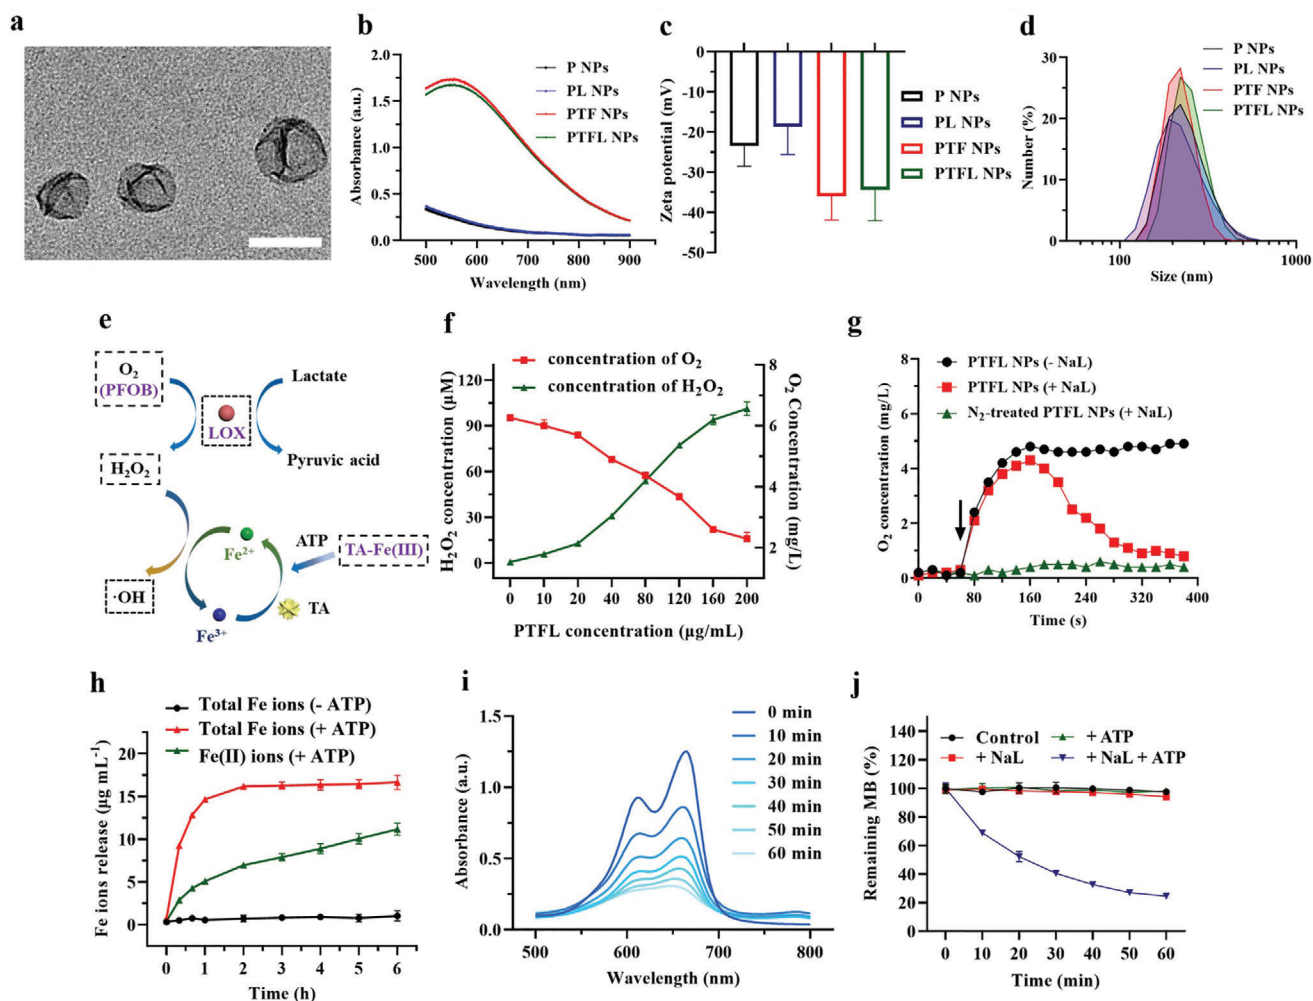 a
b
2.0
1.5
1.0
0.5
0.0
Absorbance (a.u.)
500 600 700 800 900
Wavelength (nm)
P NPs
PL NPs
PTF NPs
PTFL NPs
c
0
-10
-20
-30
-40
-50
Zeta potential (mV)
P NPs
PL NPs
PTF NPs
PTFL NPs
d
30
20
10
0
Number (%)
100 1000
Size (nm)
P NPs
PL NPs
PTF NPs
PTFL NPs
e
O₂
(PFOB)
Lactate
LOX
H₂O₂
Pyruvic acid
Fe²⁺
ATP
TA-Fe(III)
·OH
Fe³⁺
TA
f
concentration of O₂
concentration of H₂O₂
120
90
60
30
0
H₂O₂ concentration (μM)
8
6
4
2
O₂ Concentration (mg/L)
0 10 20 40 80 120 160 200
PTFL concentration (μg/mL)
g
PTFL NPs (- NaL)
PTFL NPs (+ NaL)
N₂-treated PTFL NPs (+ NaL)
8
6
4
2
0
O₂ concentration (mg/L)
0 80 160 240 320 400
Time (s)
h
Total Fe ions (- ATP)
Total Fe ions (+ ATP)
Fe(II) ions (+ ATP)
20
15
10
5
0
Fe ions release (μg mL⁻¹)
0 1 2 3 4 5 6
Time (h)
i
1.5
1.0
0.5
0.0
Absorbance (a.u.)
500 600 700 800
Wavelength (nm)
0 min
10 min
20 min
30 min
40 min
50 min
60 min
j
Control
+ NaL
+ ATP
+ NaL + ATP
140
120
100
80
60
40
20
0
Remaining MB (%)
0 10 20 30 40 50 60
Time (min)